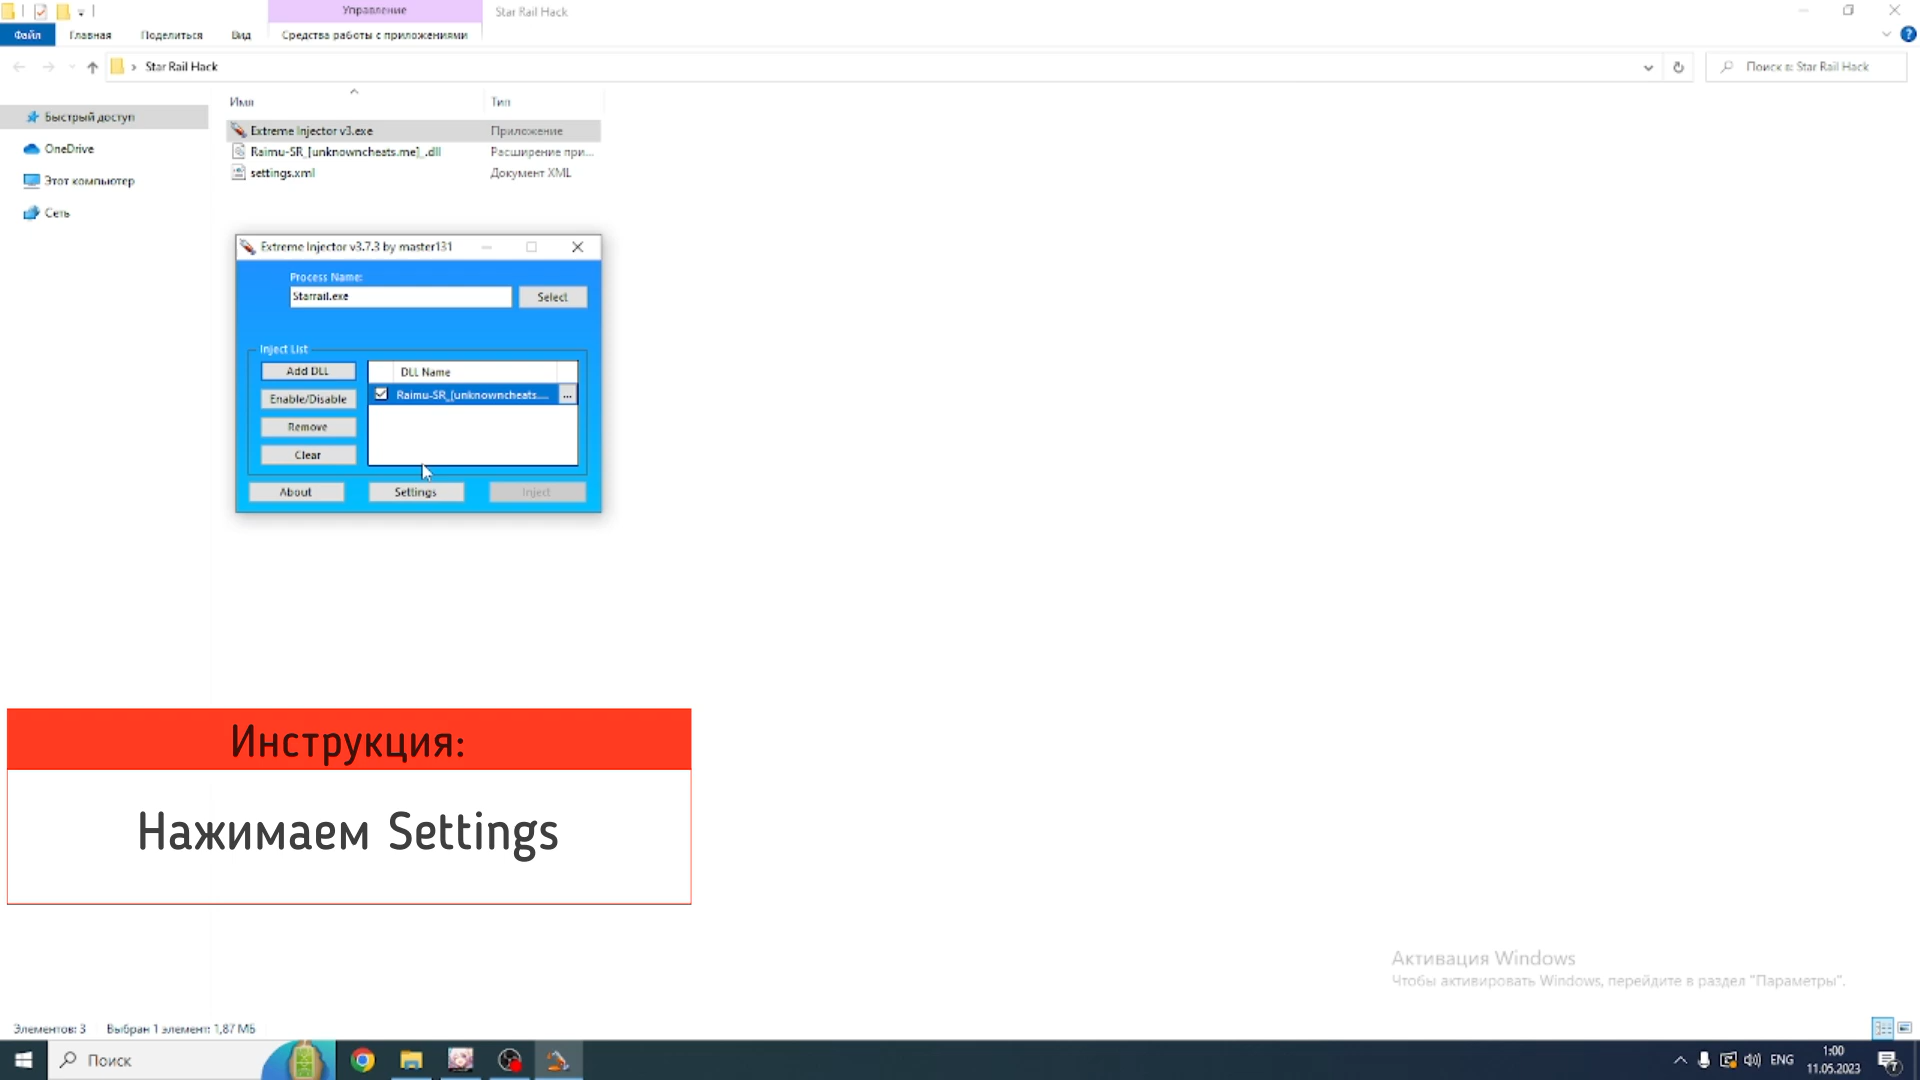 Управление
Star Rail Hack
Файл
Главная
Поделиться
Вид
Средства работы с приложениями
Star Rail Hack
Поиск в: Star Rail Hack
Быстрый доступ
OneDrive
Этот компьютер
Сеть
Имя
Тип
Extreme Injector v3.exe
Приложение
Raimu-SR_[unknowncheats.me]_.dll
Расширение при...
settings.xml
Документ XML
Extreme Injector v3.7.3 by master131
Process Name:
Starrail.exe
Select
Inject List
Add DLL
DLL Name
Enable/Disable
Raimu-SR_[unknowncheats....
...
Remove
Clear
About
Settings
Inject
Инструкция:
Нажимаем Settings
Активация Windows
Чтобы активировать Windows, перейдите в раздел "Параметры".
Элементов: 3
Выбран 1 элемент: 1,87 МБ
Поиск
ENG
1:00
11.05.2023
7